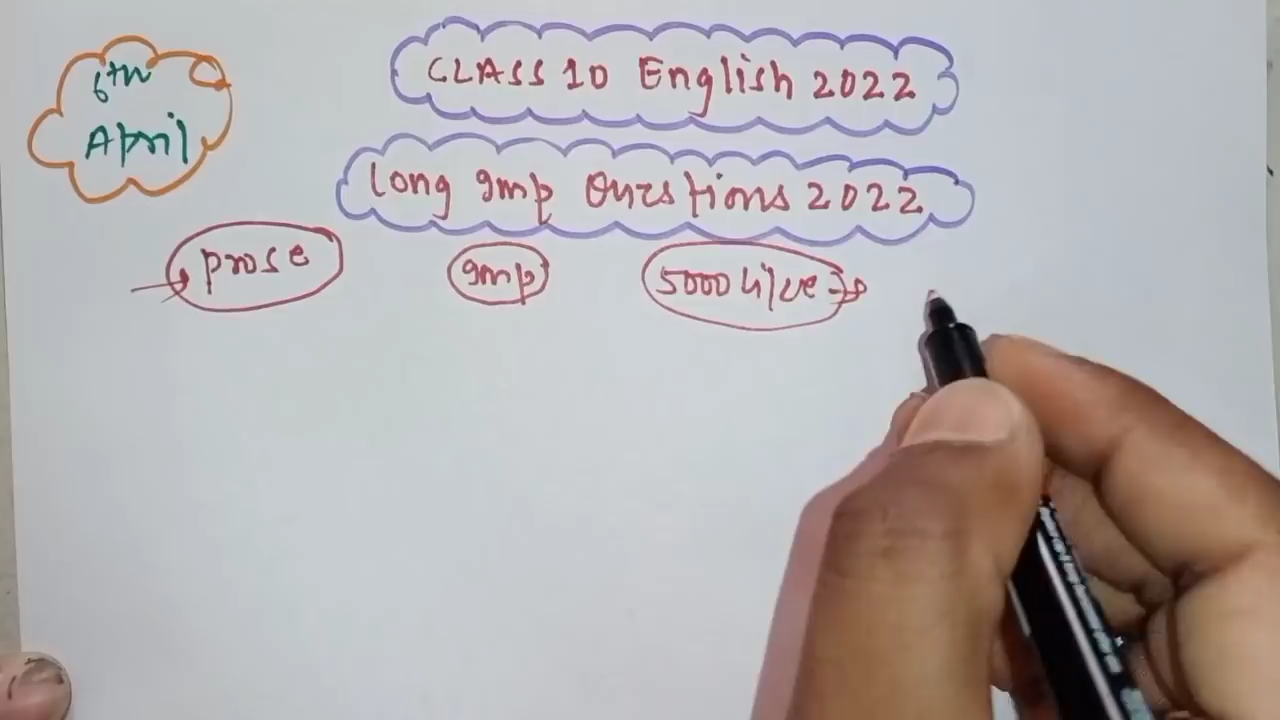 6th
April
CLASS 10 English 2022
Long Imp Questions 2022
prose Imp 5000 like